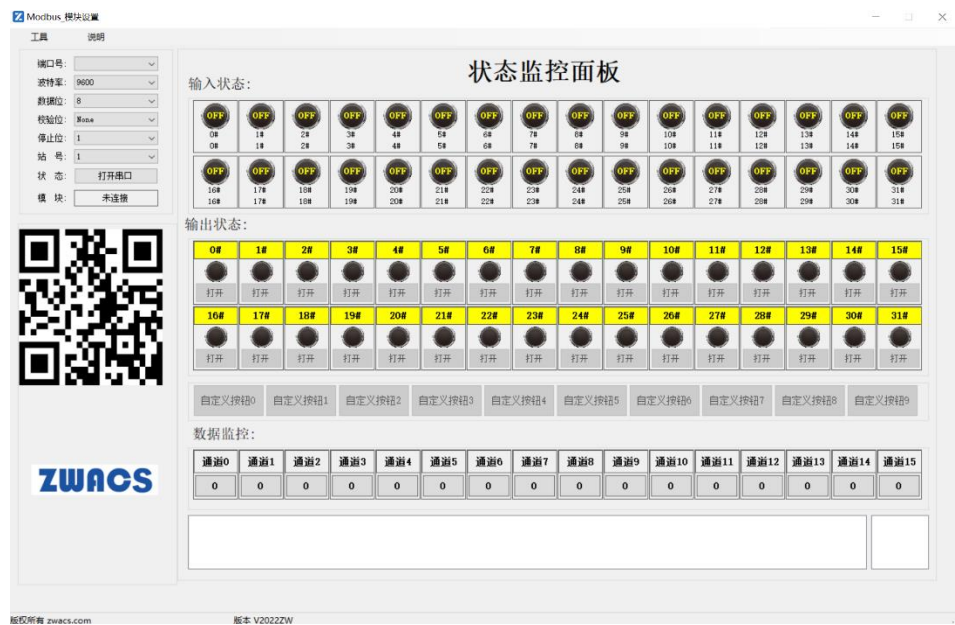 Modbus_模块设置
工具 说明
端口号:
波特率: 9600
数据位: 8
校验位: None
停止位: 1
站 号: 1
状 态: 打开串口
模 块: 未连接
ZWACS
状态监控面板
输入状态:
OFF OFF OFF OFF OFF OFF OFF OFF OFF OFF OFF OFF OFF OFF OFF OFF
0# 1# 2# 3# 4# 5# 6# 7# 8# 9# 10# 11# 12# 13# 14# 15#
0# 1# 2# 3# 4# 5# 6# 7# 8# 9# 10# 11# 12# 13# 14# 15#
OFF OFF OFF OFF OFF OFF OFF OFF OFF OFF OFF OFF OFF OFF OFF OFF
16# 17# 18# 19# 20# 21# 22# 23# 24# 25# 26# 27# 28# 29# 30# 31#
16# 17# 18# 19# 20# 21# 22# 23# 24# 25# 26# 27# 28# 29# 30# 31#
输出状态:
0# 1# 2# 3# 4# 5# 6# 7# 8# 9# 10# 11# 12# 13# 14# 15#
打开 打开 打开 打开 打开 打开 打开 打开 打开 打开 打开 打开 打开 打开 打开 打开
16# 17# 18# 19# 20# 21# 22# 23# 24# 25# 26# 27# 28# 29# 30# 31#
打开 打开 打开 打开 打开 打开 打开 打开 打开 打开 打开 打开 打开 打开 打开 打开
自定义按钮0 自定义按钮1 自定义按钮2 自定义按钮3 自定义按钮4 自定义按钮5 自定义按钮6 自定义按钮7 自定义按钮8 自定义按钮9
数据监控:
通道0 通道1 通道2 通道3 通道4 通道5 通道6 通道7 通道8 通道9 通道10 通道11 通道12 通道13 通道14 通道15
0 0 0 0 0 0 0 0 0 0 0 0 0 0 0 0
版权所有 zwacs.com 版本 V2022ZW